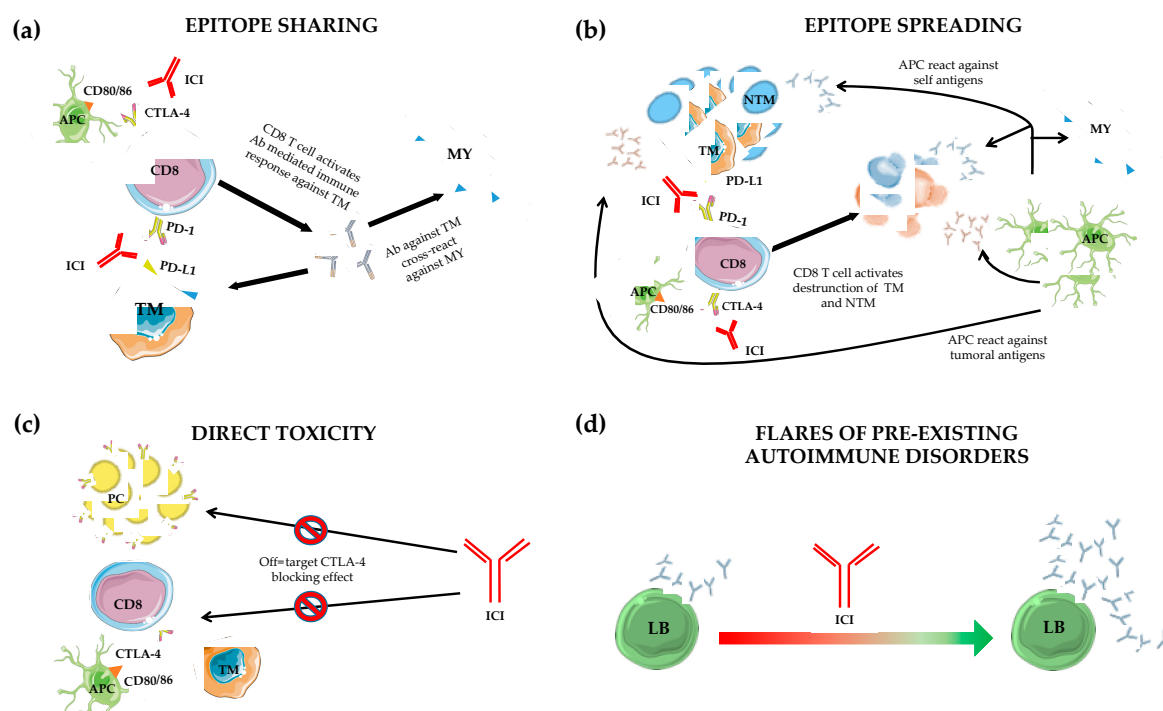 (a)
EPITOPE SHARING
ICI
CD80/86
CTLA-4
APC
CD8 T cell activates
Ab mediated immune
response against TM
MY
CD8
PD-1
ICI
PD-L1
Ab against TM
cross-react
against MY
TM
(b)
EPITOPE SPREADING
APC react against
self antigens
NTM
MY
TM
PD-L1
ICI
PD-1
CD8
APC
APC
CD80/86
CTLA-4
CD8 T cell activates
destrunction of TM
and NTM
ICI
APC react against
tumoral antigens
(c)
DIRECT TOXICITY
PC
Off=target CTLA-4
blocking effect
CD8
ICI
CTLA-4
CD80/86
APC
TM
(d)
FLARES OF PRE-EXISTING
AUTOIMMUNE DISORDERS
ICI
LB
LB